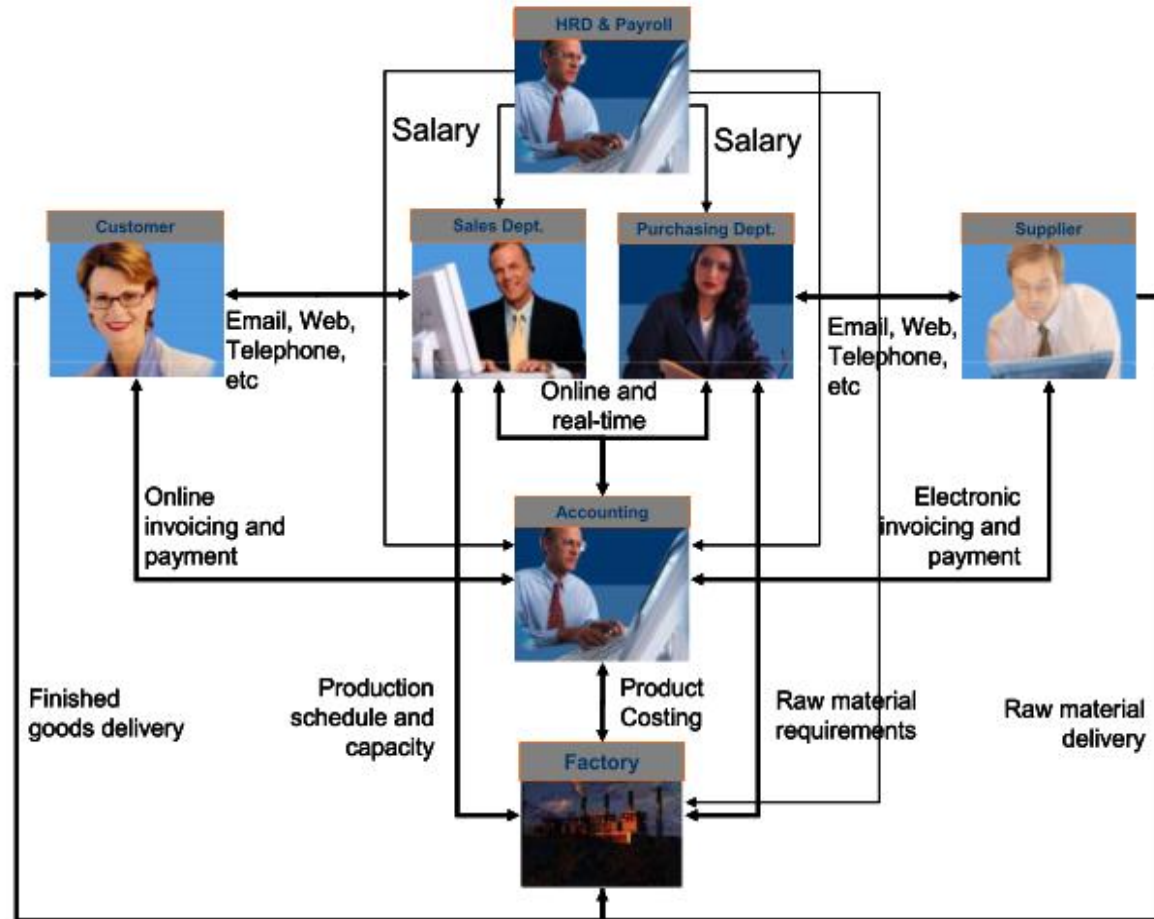 HRD & Payroll
Salary
Salary
Customer
Sales Dept.
Purchasing Dept.
Supplier
Email, Web,
Telephone,
etc
Online and
real-time
Email, Web,
Telephone,
etc
Online
invoicing and
payment
Accounting
Electronic
invoicing and
payment
Finished
goods delivery
Production
schedule and
capacity
Product
Costing
Raw material
requirements
Raw material
delivery
Factory